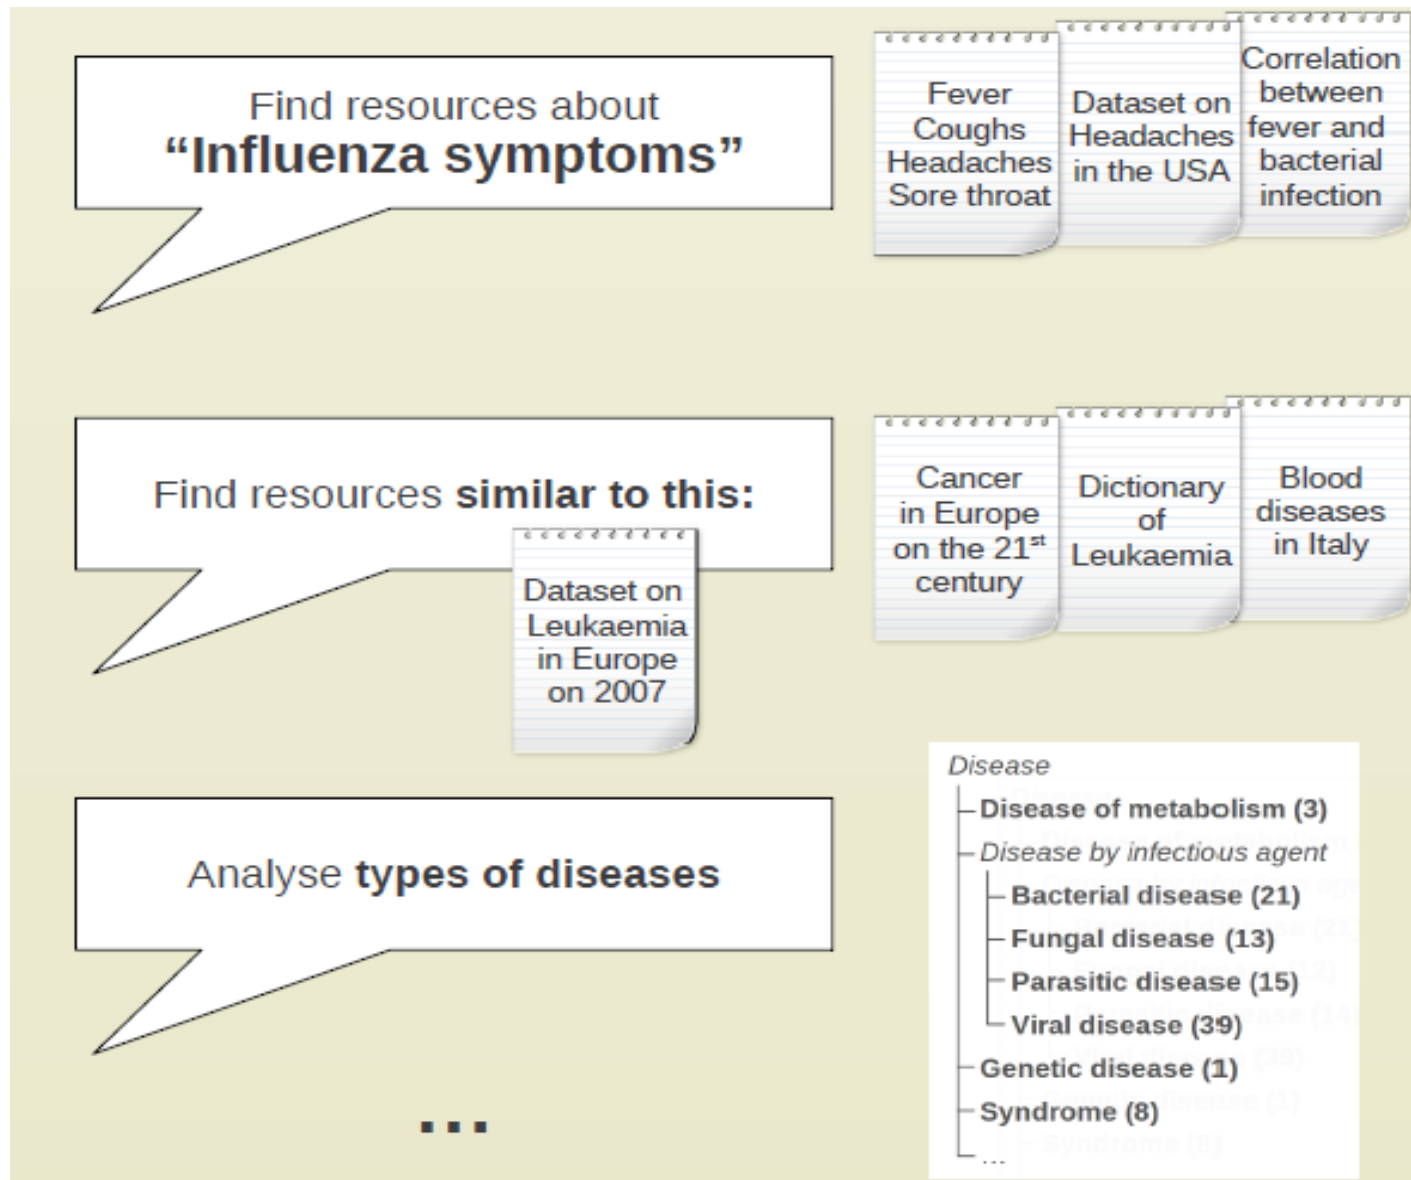 Find resources about
“Influenza symptoms”
Fever
Coughs
Headaches
Sore throat
Dataset on
Headaches
in the USA
Correlation
between
fever and
bacterial
infection
Find resources similar to this:
Dataset on
Leukaemia
in Europe
on 2007
Cancer
in Europe
on the 21st
century
Dictionary
of
Leukaemia
Blood
diseases
in Italy
Analyse types of diseases
...
Disease
Disease of metabolism (3)
Disease by infectious agent
Bacterial disease (21)
Fungal disease (13)
Parasitic disease (15)
Viral disease (39)
Genetic disease (1)
Syndrome (8)
...